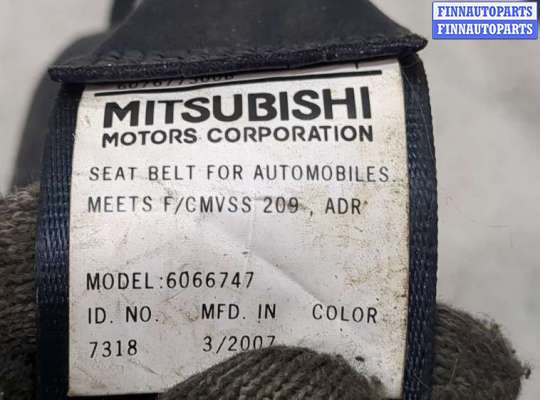 FINNAUTOPARTS
FINNAUTOPARTS
MITSUBISHI
MOTORS CORPORATION
SEAT BELT FOR AUTOMOBILES.
MEETS F/CMVSS 209 , ADR
MODEL:6066747
ID. NO. MFD. IN COLOR
7318 3/2007